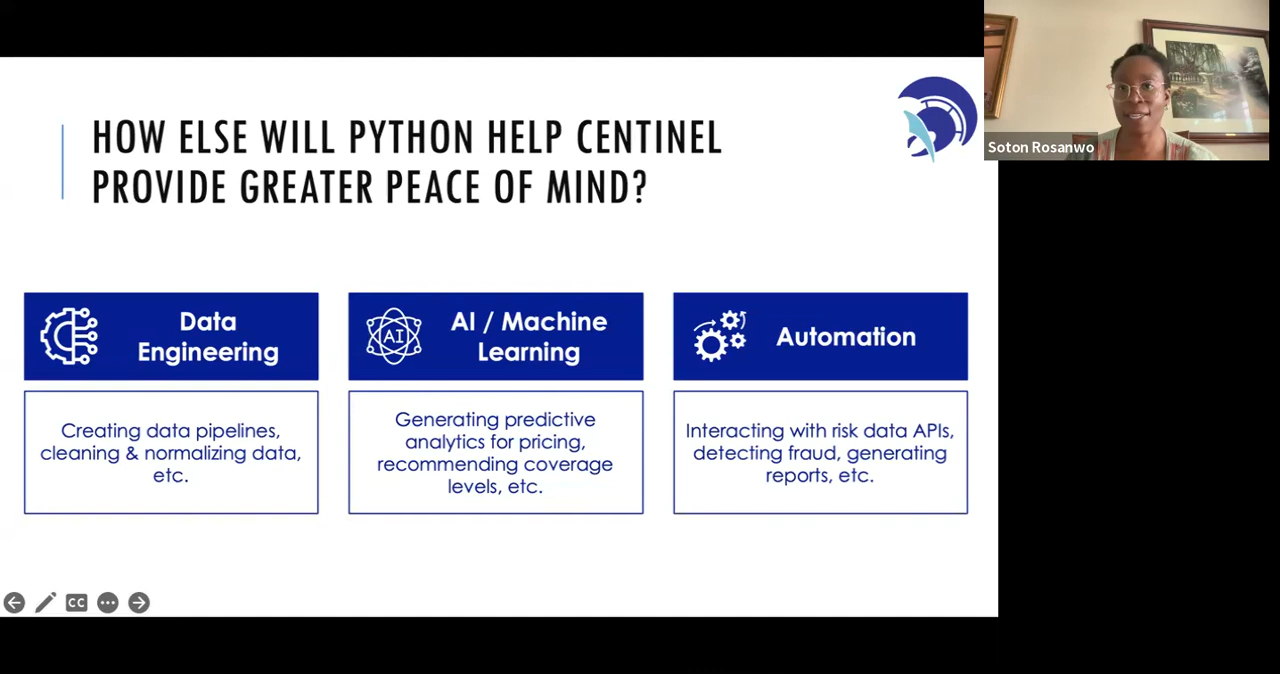 HOW ELSE WILL PYTHON HELP CENTINEL
PROVIDE GREATER PEACE OF MIND?
Soton Rosanwo
Data
Engineering
Creating data pipelines,
cleaning & normalizing data,
etc.
AI
AI / Machine
Learning
Generating predictive
analytics for pricing,
recommending coverage
levels, etc.
Automation
Interacting with risk data APIs,
detecting fraud, generating
reports, etc.
CC